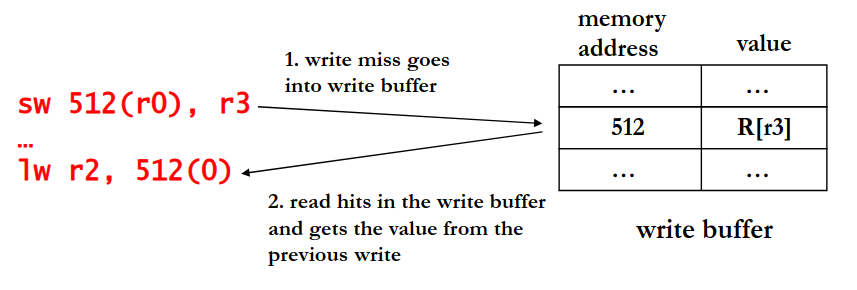 1. write miss goes
into write buffer
sw 512(r0), r3
…
lw r2, 512(0)
2. read hits in the write buffer
and gets the value from the
previous write
memory
address
value
… …
512 R[r3]
… …
write buffer